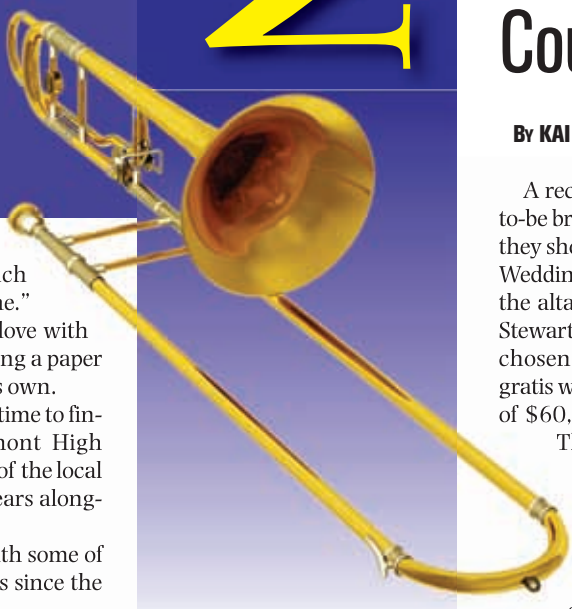 N
ch
ne.”
love with
ng a paper
s own.
time to fin-
mont High
of the local
ears along-
th some of
s since the
Cou
BY KAI
A rec
to-be br
they sho
Weddin
the alta
Stewart
chosen
gratis w
of $60,
Th